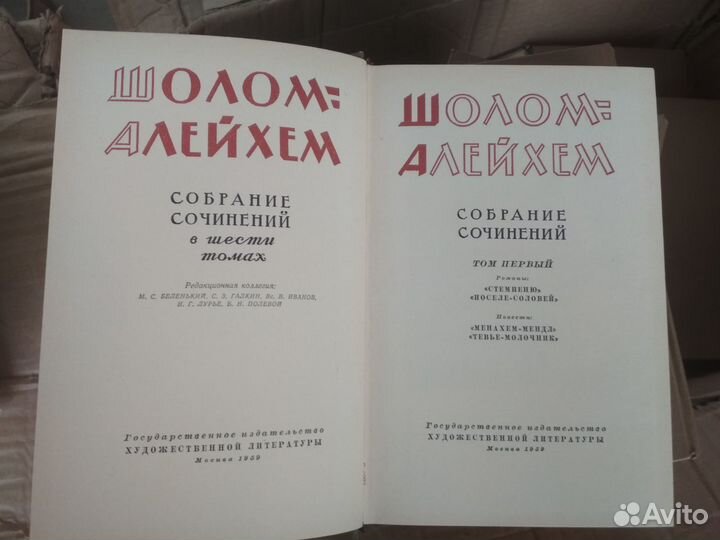 ШОЛОМ=
АЛЕЙХЕМ
СОБРАНИЕ
СОЧИНЕНИЙ
в шести
томах
Редакционная коллегия:
М. С. БЕЛЕНЬКИЙ, С. З. ГАЛКИН, Вс. В. ИВАНОВ,
Н. Г. ЛУРЬЕ, Б. Н. ПОЛЕВОЙ
Государственное издательство
ХУДОЖЕСТВЕННОЙ ЛИТЕРАТУРЫ
Москва 1959
ШОЛОМ=
АЛЕЙХЕМ
СОБРАНИЕ
СОЧИНЕНИЙ
ТОМ ПЕРВЫЙ
Романы:
«СТЕМПЕНЮ»
«ИОСЕЛЕ-СОЛОВЕЙ»
Повести:
«МЕНАХЕМ-МЕНДЛ»
«ТЕВЬЕ-МОЛОЧНИК»
Государственное издательство
ХУДОЖЕСТВЕННОЙ ЛИТЕРАТУРЫ
Москва 1959
Avito